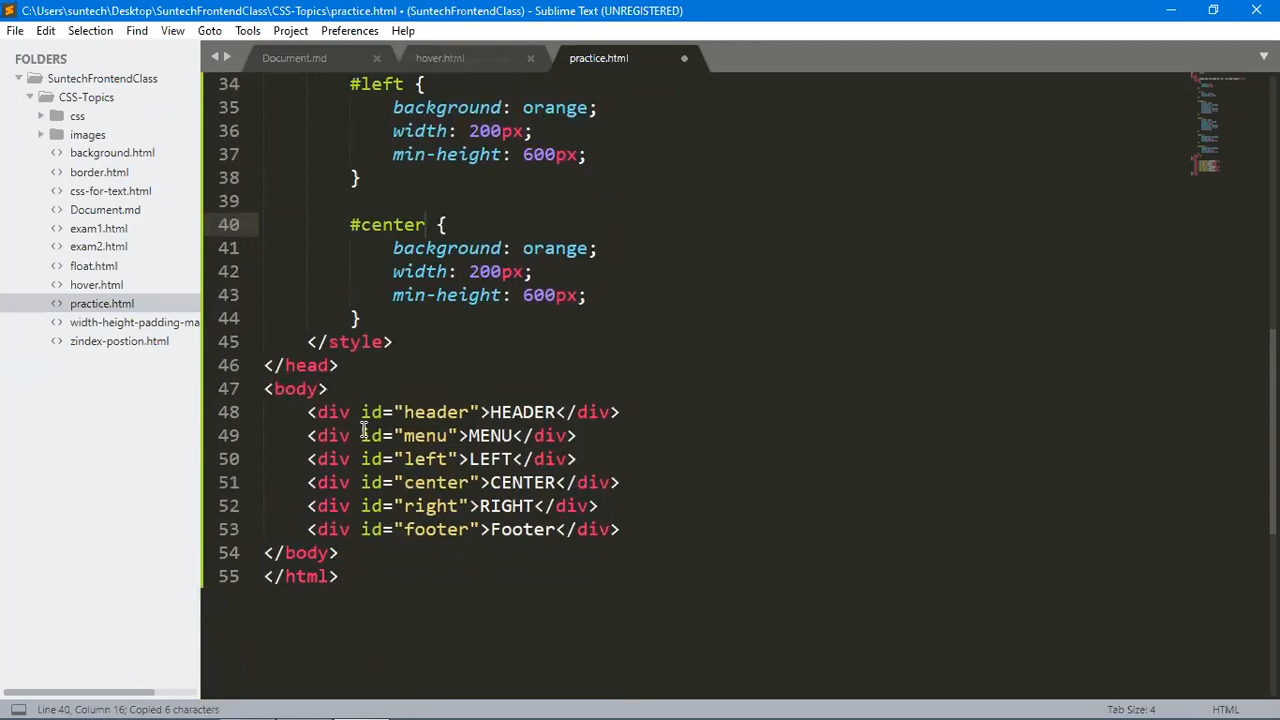 C:\Users\suntech\Desktop\SuntechFrontendClass\CSS-Topics\practice.html • (SuntechFrontendClass) - Sublime Text (UNREGISTERED)
File Edit Selection Find View Goto Tools Project Preferences Help
FOLDERS
SuntechFrontendClass
CSS-Topics
css
images
background.html
border.html
css-for-text.html
Document.md
exam1.html
exam2.html
float.html
hover.html
practice.html
width-height-padding-ma
zindex-postion.html
Document.md × hover.html × practice.html
34 #left {
35 background: orange;
36 width: 200px;
37 min-height: 600px;
38 }
39
40 #center {
41 background: orange;
42 width: 200px;
43 min-height: 600px;
44 }
45 </style>
46 </head>
47 <body>
48 <div id="header">HEADER</div>
49 <div id="menu">MENU</div>
50 <div id="left">LEFT</div>
51 <div id="center">CENTER</div>
52 <div id="right">RIGHT</div>
53 <div id="footer">Footer</div>
54 </body>
55 </html>
Line 40, Column 16; Copied 6 characters
Tab Size: 4
HTML